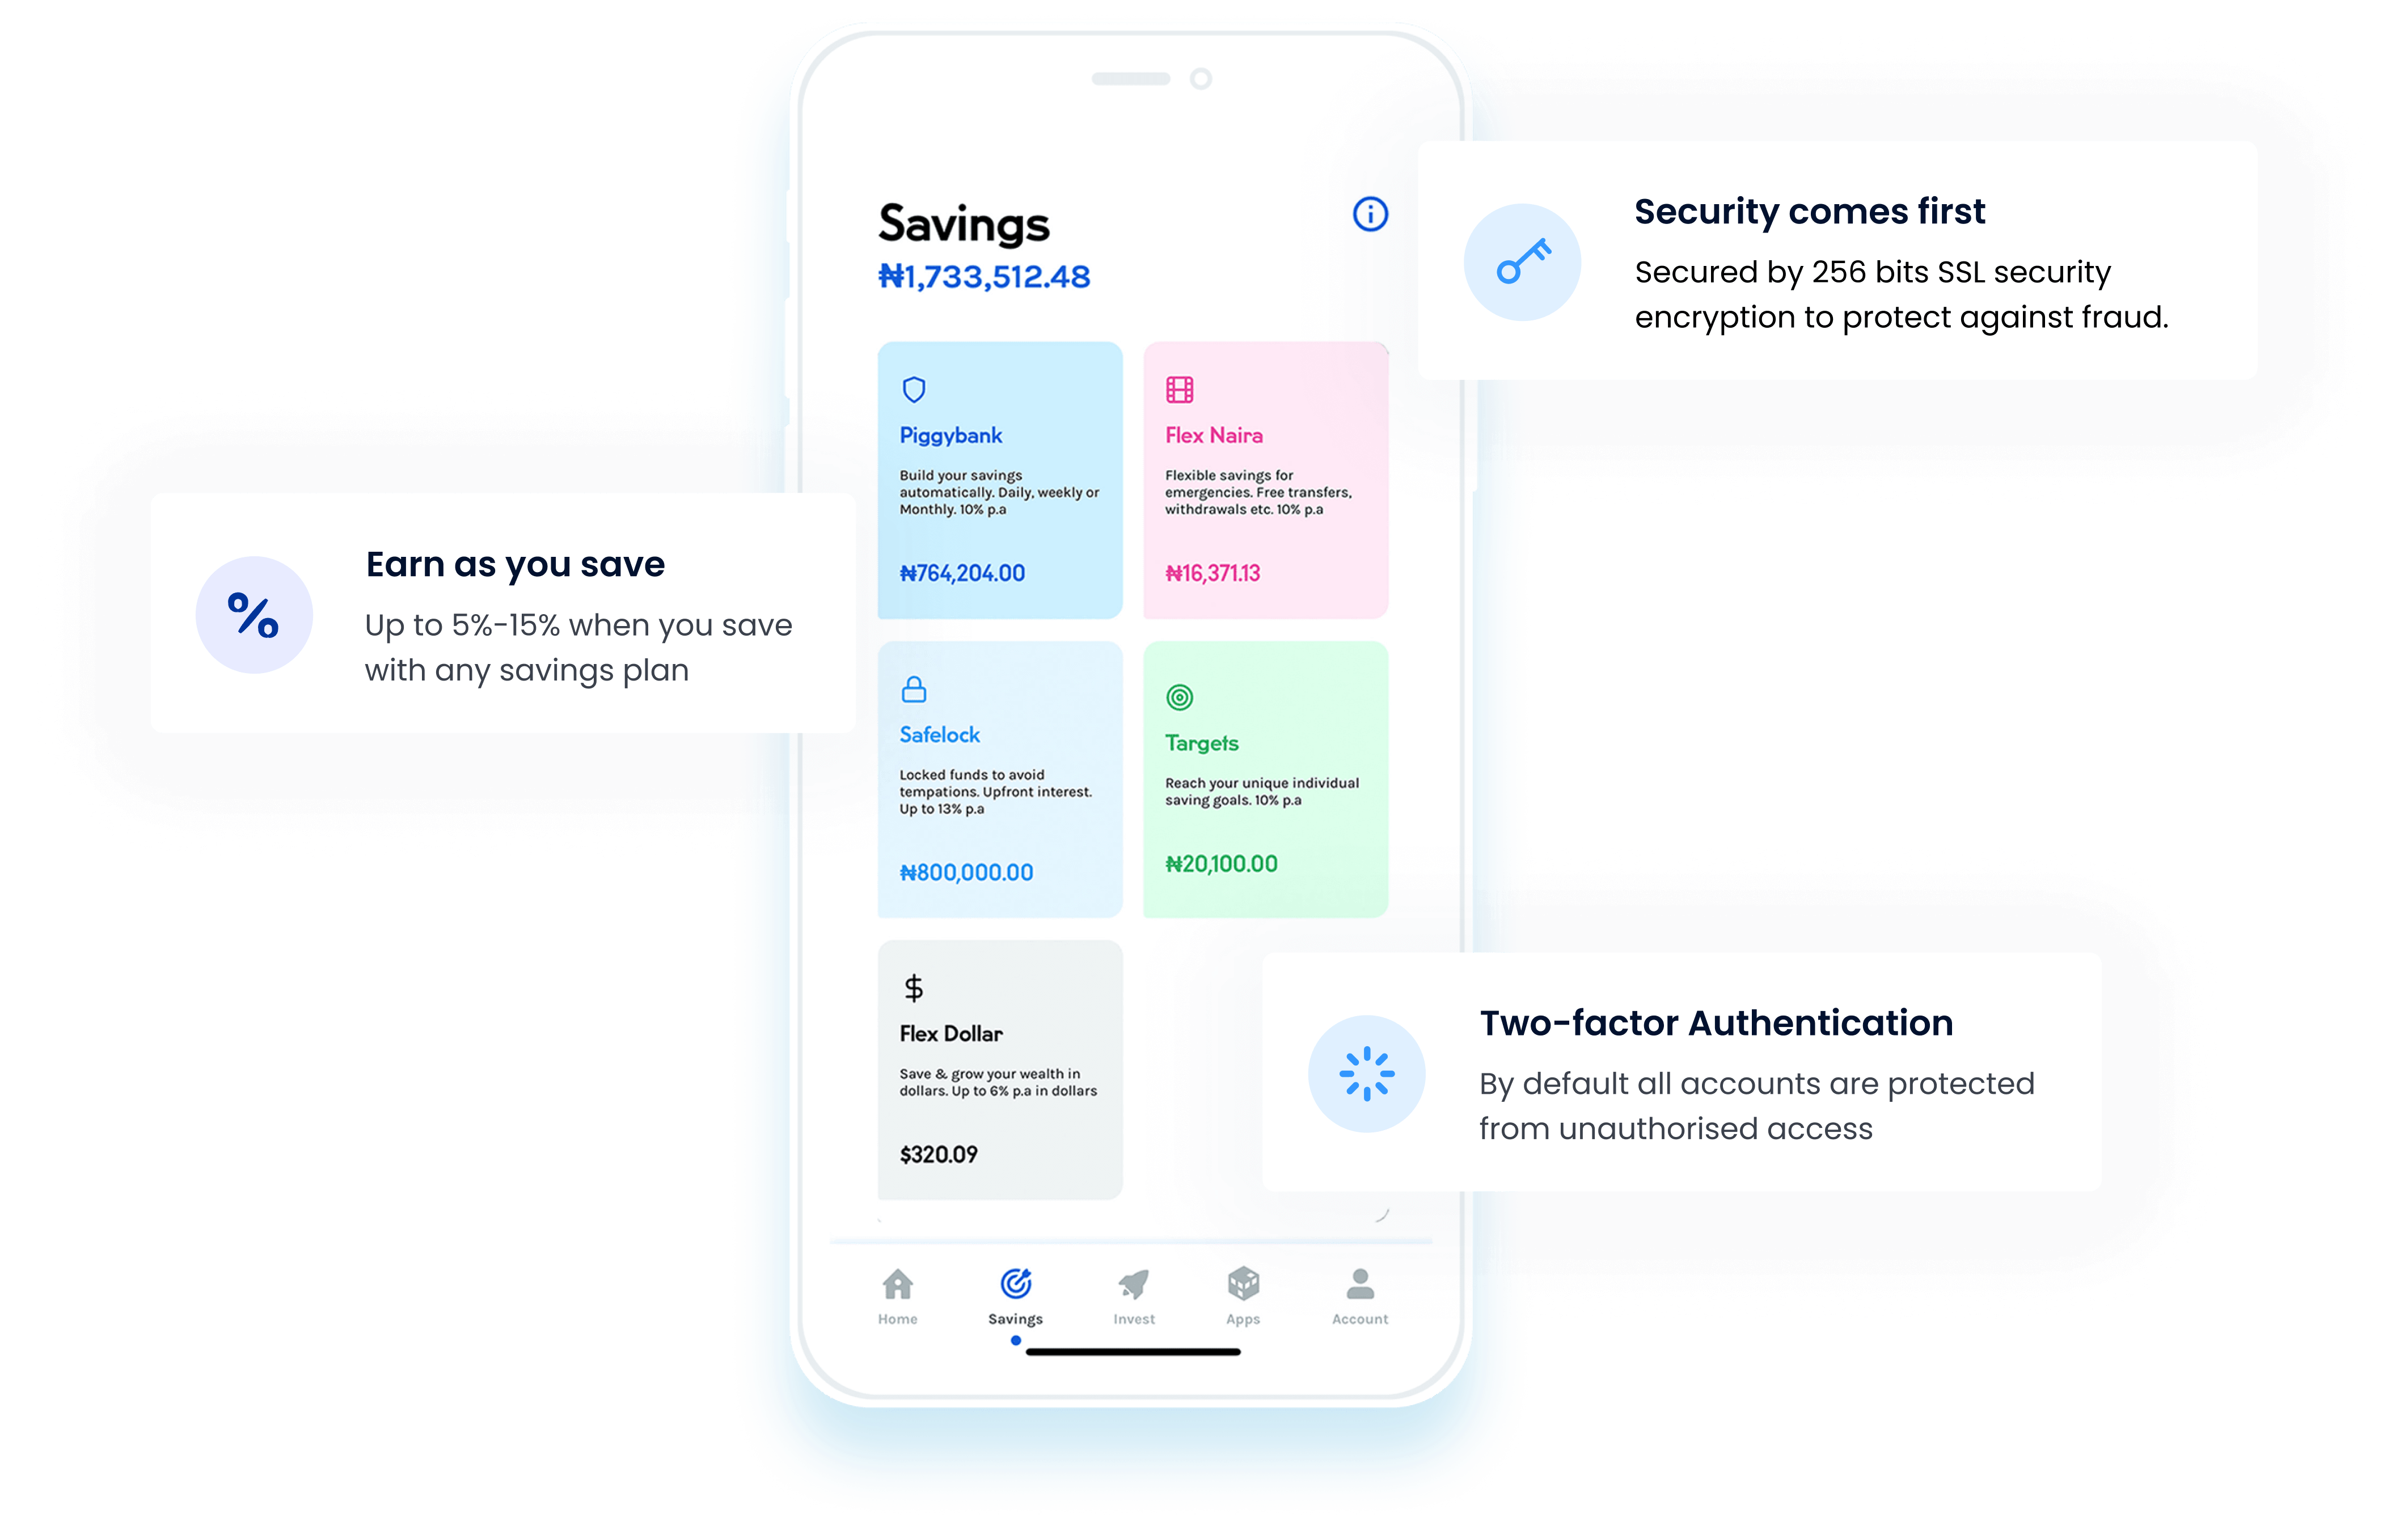 Savings
₦1,733,512.48
Security comes first
Secured by 256 bits SSL security
encryption to protect against fraud.
Piggybank
Build your savings
automatically. Daily, weekly or
Monthly. 10% p.a
₦764,204.00
Flex Naira
Flexible savings for
emergencies. Free transfers,
withdrawals etc. 10% p.a
₦16,371.13
Earn as you save
Up to 5%-15% when you save
with any savings plan
Safelock
Locked funds to avoid
tempations. Upfront interest.
Up to 13% p.a
₦800,000.00
Targets
Reach your unique individual
saving goals. 10% p.a
₦20,100.00
Flex Dollar
Save & grow your wealth in
dollars. Up to 6% p.a in dollars
$320.09
Two-factor Authentication
By default all accounts are protected
from unauthorised access
Home
Savings
Invest
Apps
Account